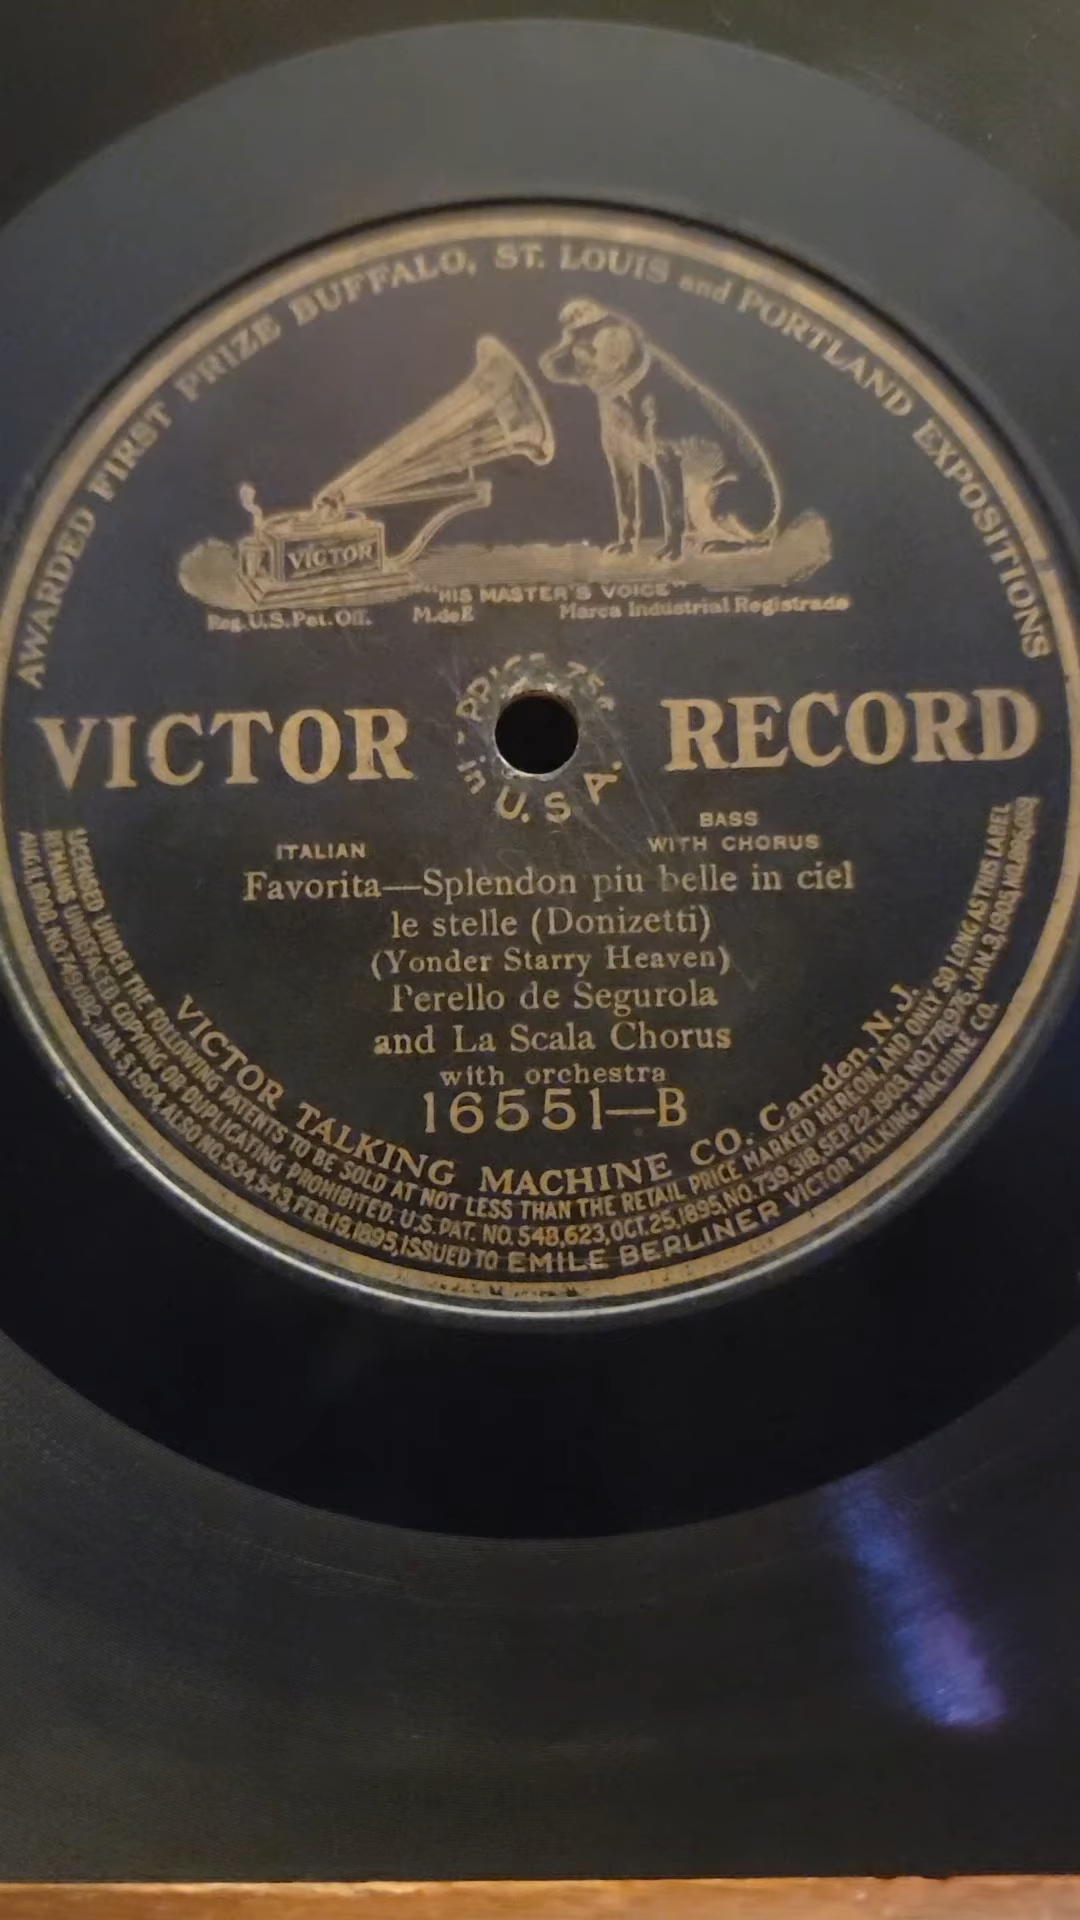 AWARDED FIRST PRIZE BUFFALO, ST. LOUIS and PORTLAND EXPOSITIONS
VICTOR
"HIS MASTER'S VOICE"
Reg. U.S. Pat. Off. M. de F. Marca Industrial Registrada
VICTOR RECORD
PRICE 75c
in U.S.A.
ITALIAN
BASS
WITH CHORUS
Favorita—Splendon piu belle in ciel
le stelle (Donizetti)
(Yonder Starry Heaven)
Perello de Segurola
and La Scala Chorus
with orchestra
16551—B
VICTOR TALKING MACHINE CO. Camden, N.J.
LICENSED UNDER THE FOLLOWING PATENTS TO BE SOLD AT NOT LESS THAN THE RETAIL PRICE MARKED HEREON, AND ONLY SO LONG AS THIS LABEL
REMAINS UNDEFACED. COPYING OR DUPLICATING PROHIBITED. U.S. PAT. NO. 548,623, OCT. 25, 1895, NO. 739,318, SEP. 22, 1903, NO. 778,976, JAN. 3, 1905, NO.
AUG. 11, 1908, NO. 749,092, JAN. 5, 1904, ALSO NO. 534,543, FEB. 19, 1895, ISSUED TO EMILE BERLINER VICTOR TALKING MACHINE CO.